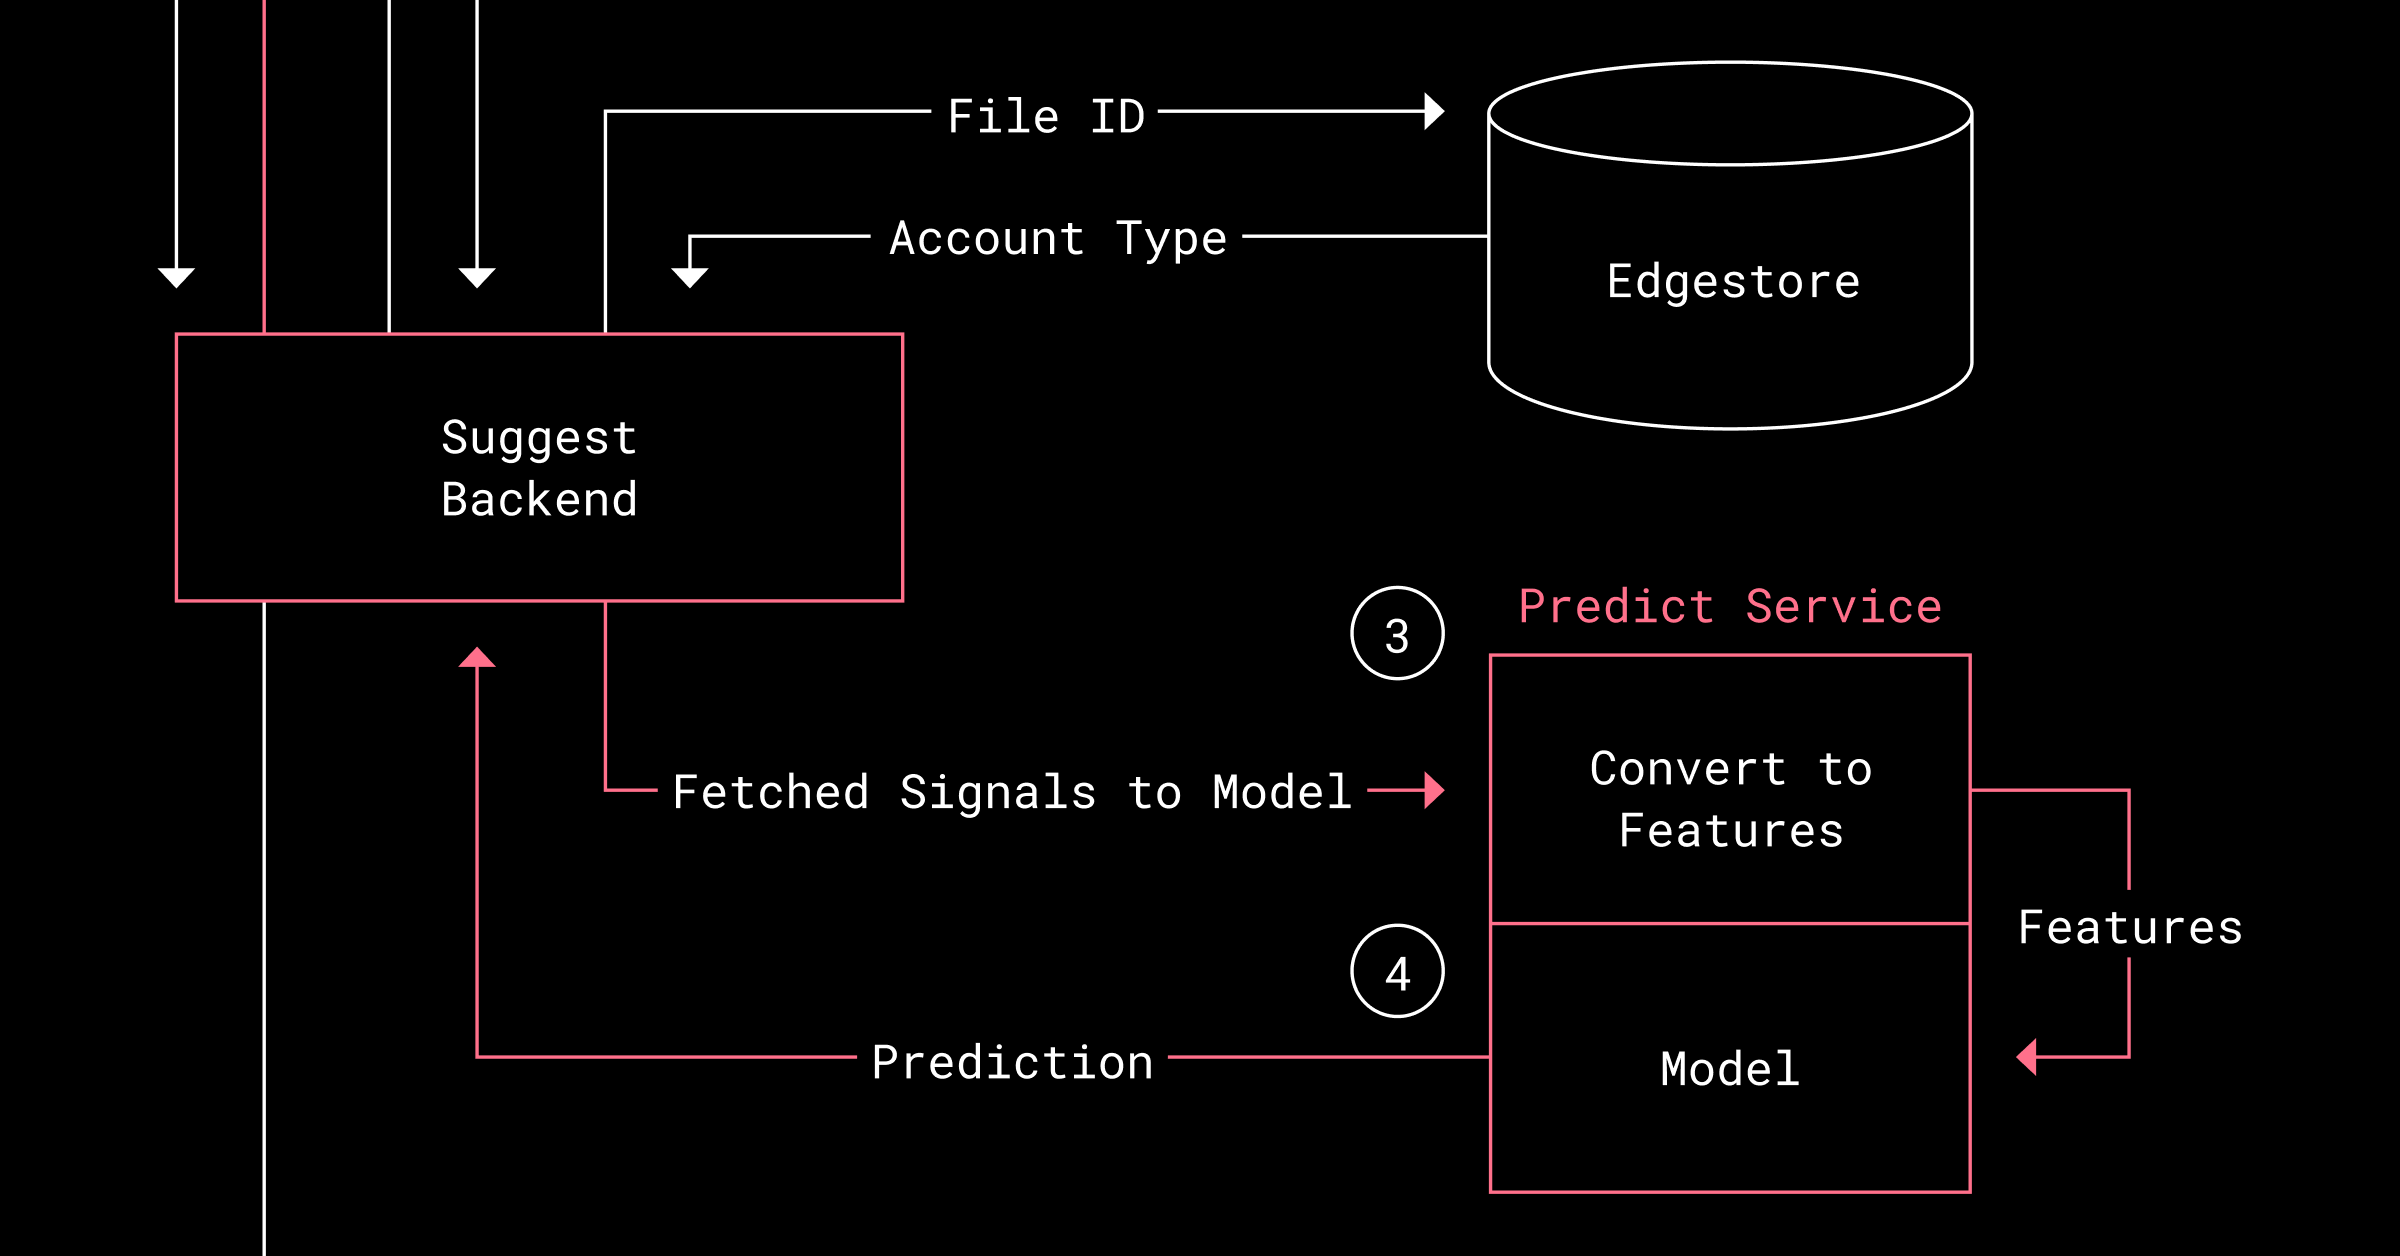 File ID
Account Type
Edgestore
Suggest
Backend
3
Predict Service
Fetched Signals to Model
Convert to
Features
Features
4
Prediction
Model